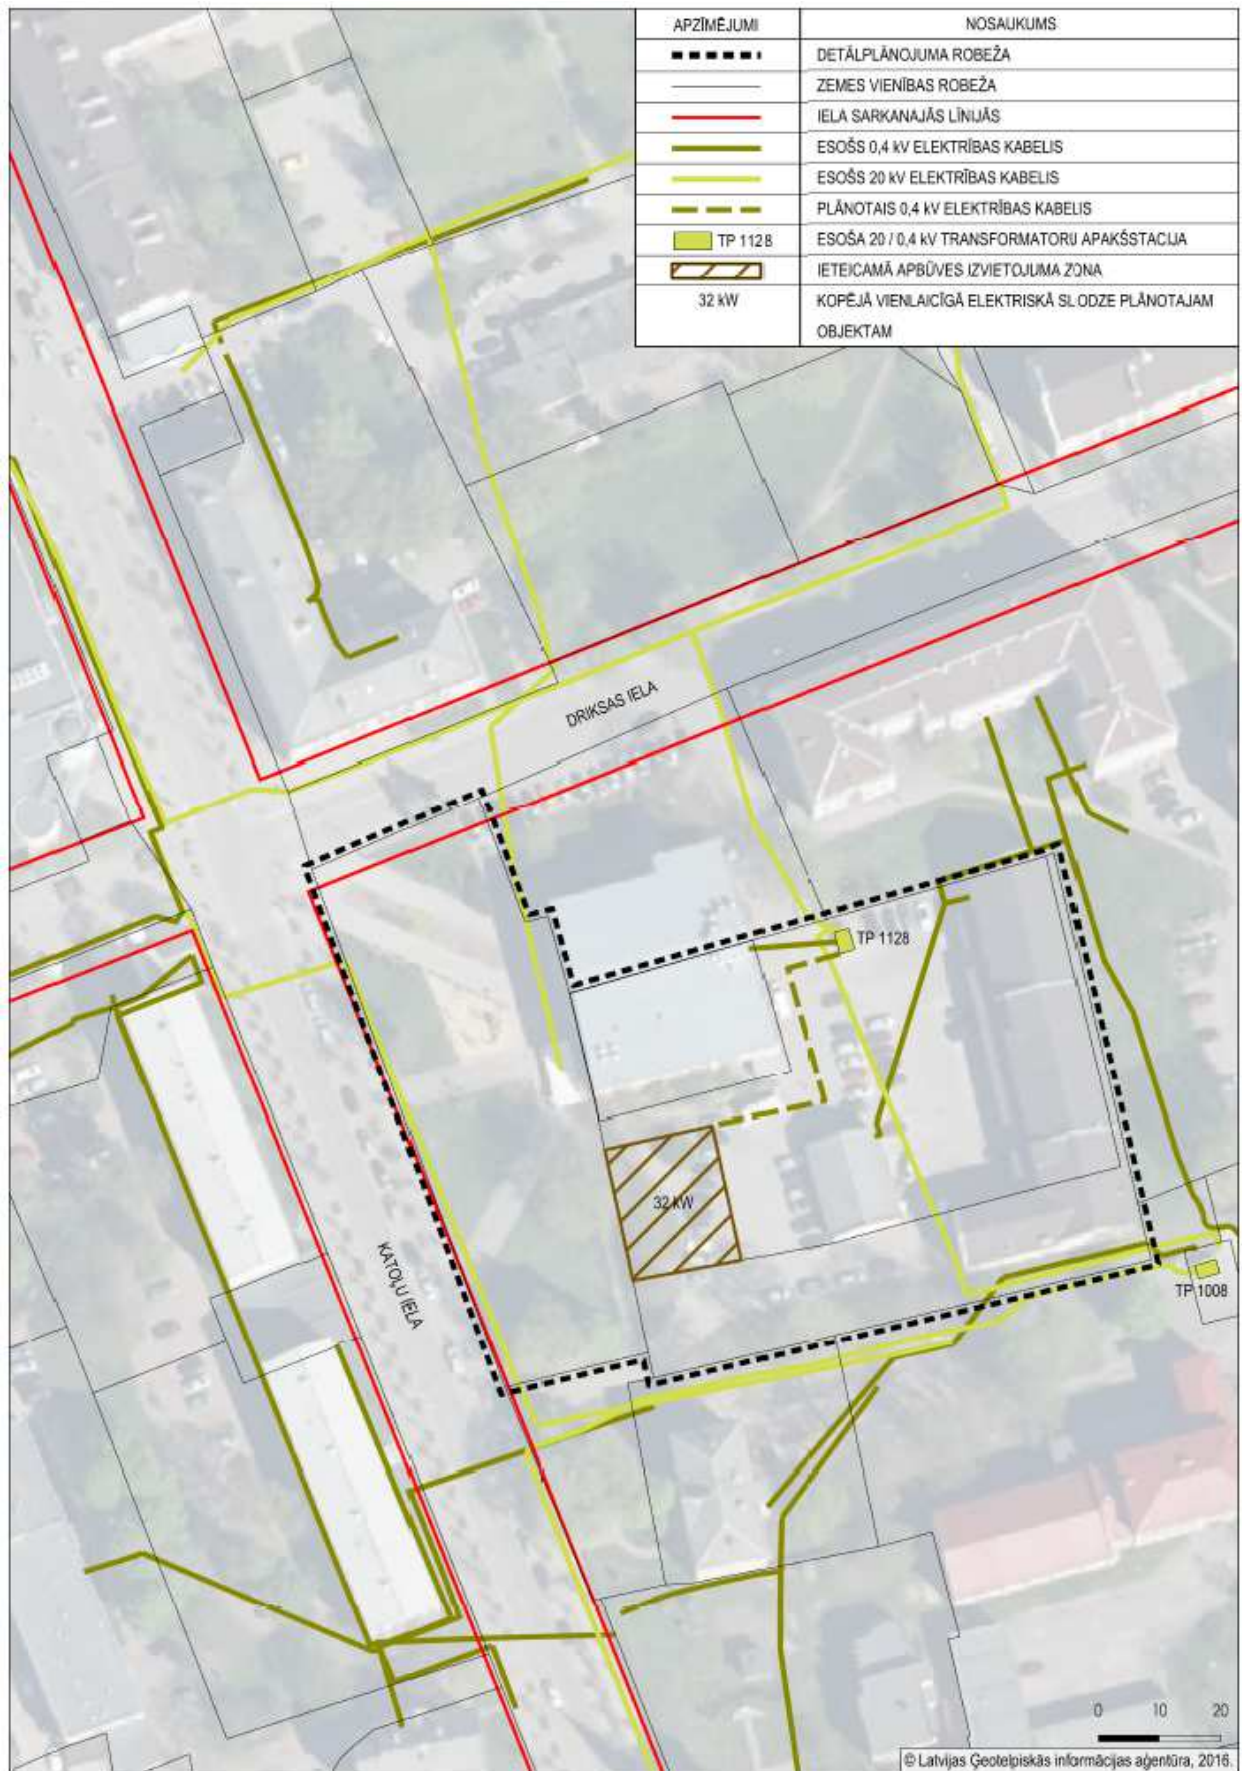 APZĪMĒJUMI NOSAUKUMS
DETĀLPLĀNOJUMA ROBEŽA
ZEMES VIENĪBAS ROBEŽA
IELA SARKANAJĀS LĪNIJĀS
ESOŠS 0,4 kV ELEKTRĪBAS KABELIS
ESOŠS 20 kV ELEKTRĪBAS KABELIS
PLĀNOTAIS 0,4 kV ELEKTRĪBAS KABELIS
TP 1128 ESOŠA 20 / 0,4 kV TRANSFORMATORU APAKŠSTACIJA
IETEICAMĀ APBŪVES IZVIETOJUMA ZONA
32 kW KOPĒJĀ VIENLAICĪGĀ ELEKTRISKĀ SLODZE PLĀNOTAJAM
OBJEKTAM
DRIKSAS IELA
TP 1128
32 kW
KATOĻU IELA
TP 1008
0 10 20
© Latvijas Ģeotelpiskās informācijas aģentūra, 2016.